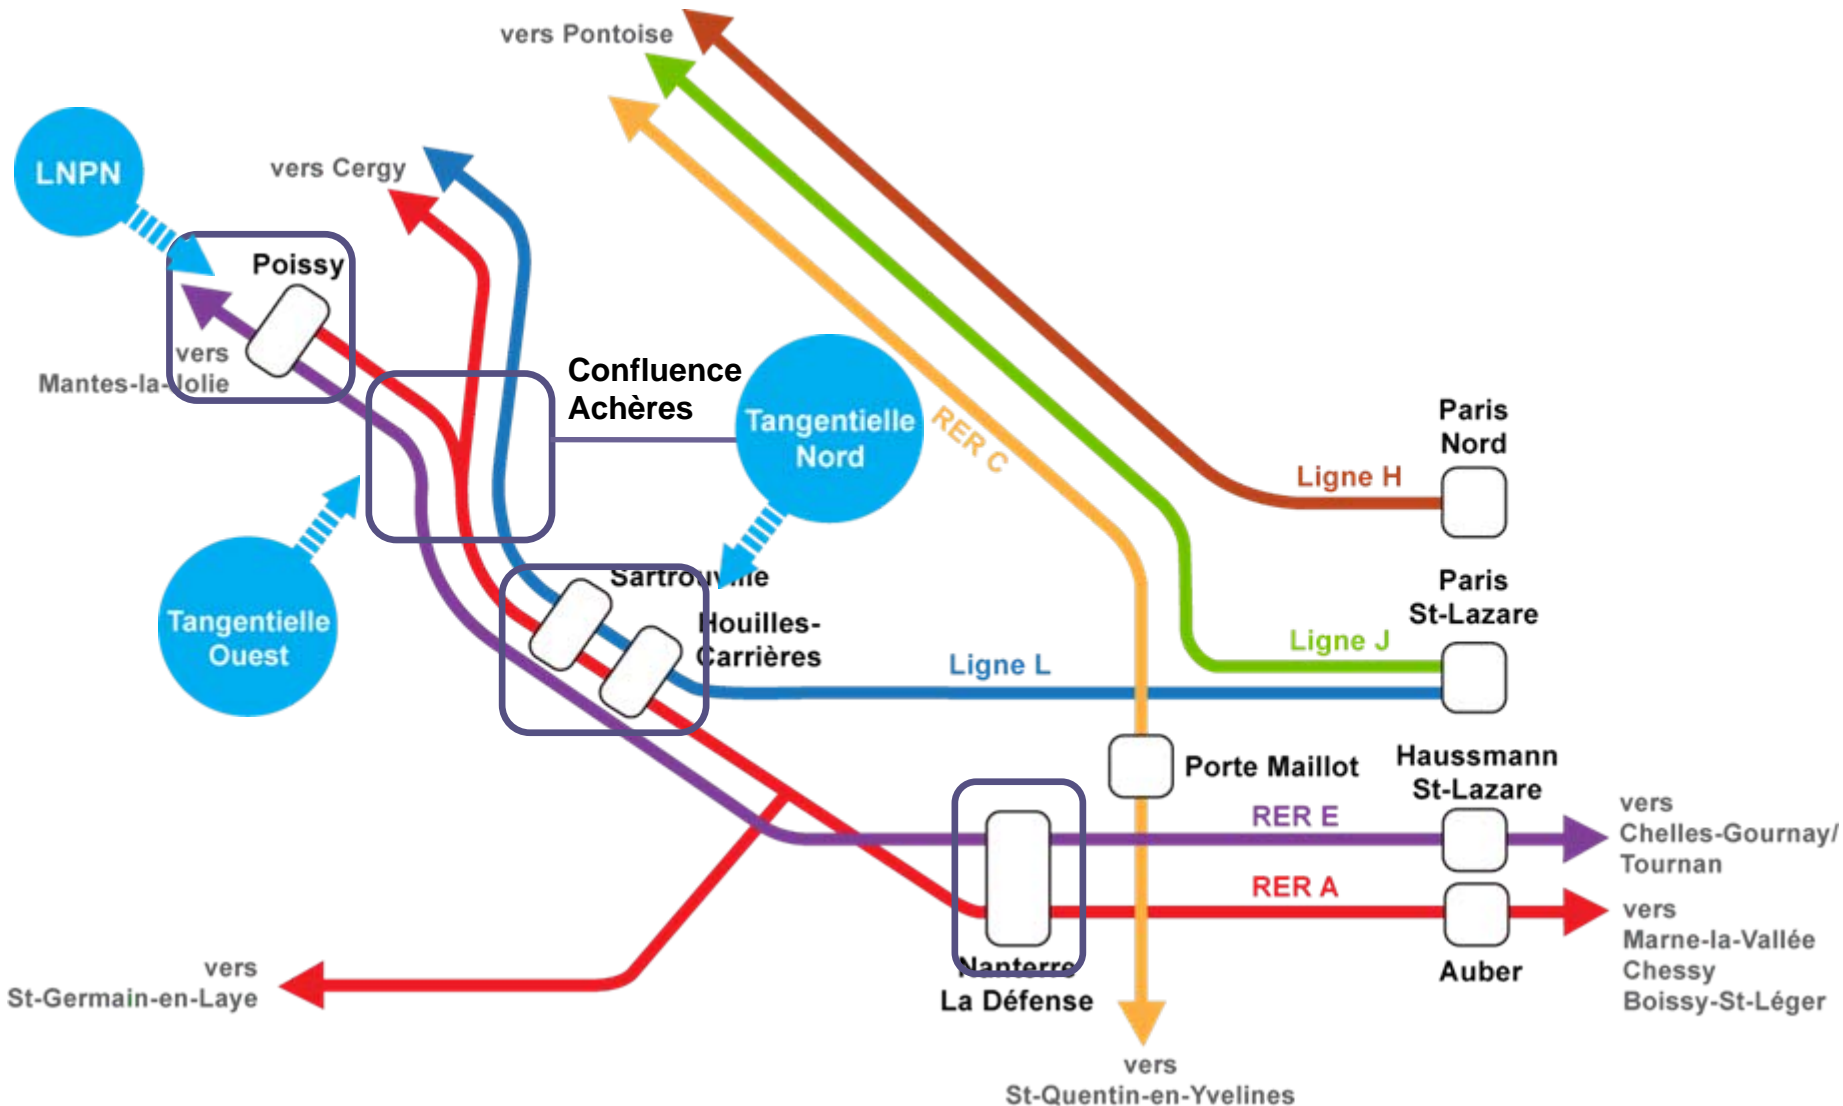 vers Pontoise
LNPN
vers Cergy
Poissy
vers
Mantes-la-Jolie
Confluence
Achères
Tangentielle
Nord
RER C
Paris
Nord
Ligne H
Sartrouville
Houilles-
Carrières
Tangentielle
Ouest
Paris
St-Lazare
Ligne J
Ligne L
Porte Maillot
Haussmann
St-Lazare
RER E
vers
Chelles-Gournay/
Tournan
RER A
Auber
vers
Marne-la-Vallée
Chessy
Boissy-St-Léger
vers
St-Germain-en-Laye
Nanterre
La Défense
vers
St-Quentin-en-Yvelines